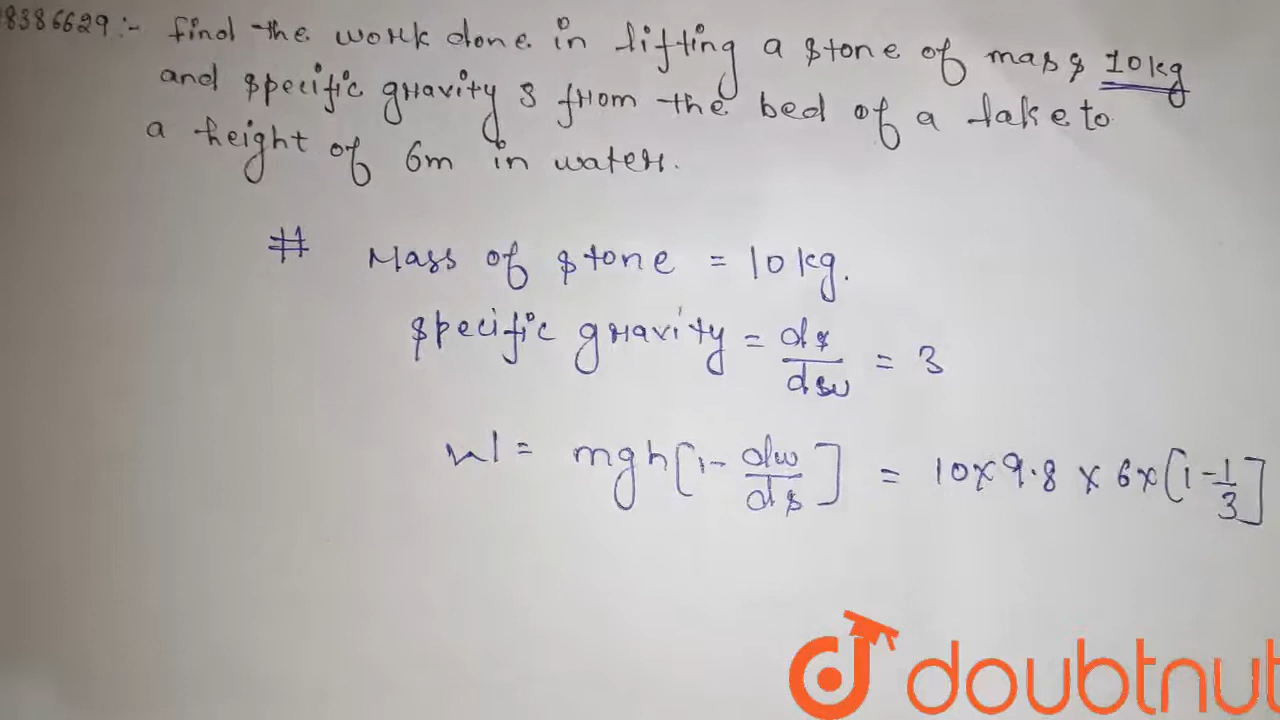 8386629:- find the work done in lifting a stone of mass 10kg
and specific gravity 3 from the bed of a lake to
a height of 6m in water.
# Mass of stone = 10kg.
specific gravity = ds/dw = 3
W = mgh[1-dw/ds] = 10x9.8x6x[1-1/3]
doubtnut